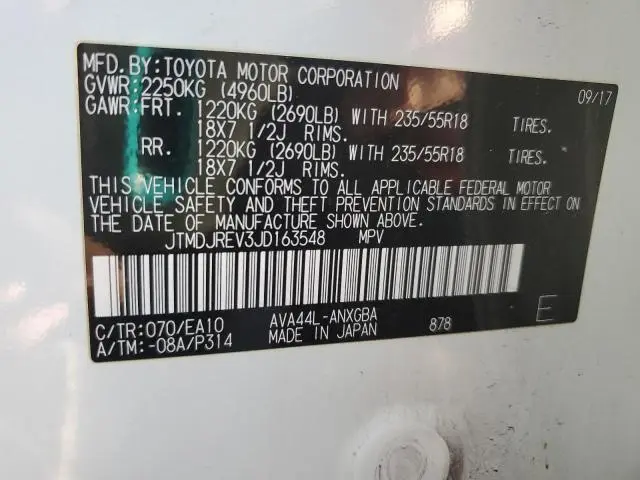 MFD.BY:TOYOTA MOTOR CORPORATION 09/17
GVWR:2250KG (4960LB)
GAWR:FRT. 1220KG (2690LB) WITH 235/55R18 TIRES.
18X7 1/2J RIMS.
RR. 1220KG (2690LB) WITH 235/55R18 TIRES.
18X7 1/2J RIMS.
THIS VEHICLE CONFORMS TO ALL APPLICABLE FEDERAL MOTOR
VEHICLE SAFETY AND THEFT PREVENTION STANDARDS IN EFFECT ON
THE DATE OF MANUFACTURE SHOWN ABOVE.
JTMDJREV3JD163548 MPV
C/TR:070/EA10 AVA44L-ANXGBA
A/TM:-08A/P314 MADE IN JAPAN 878 E